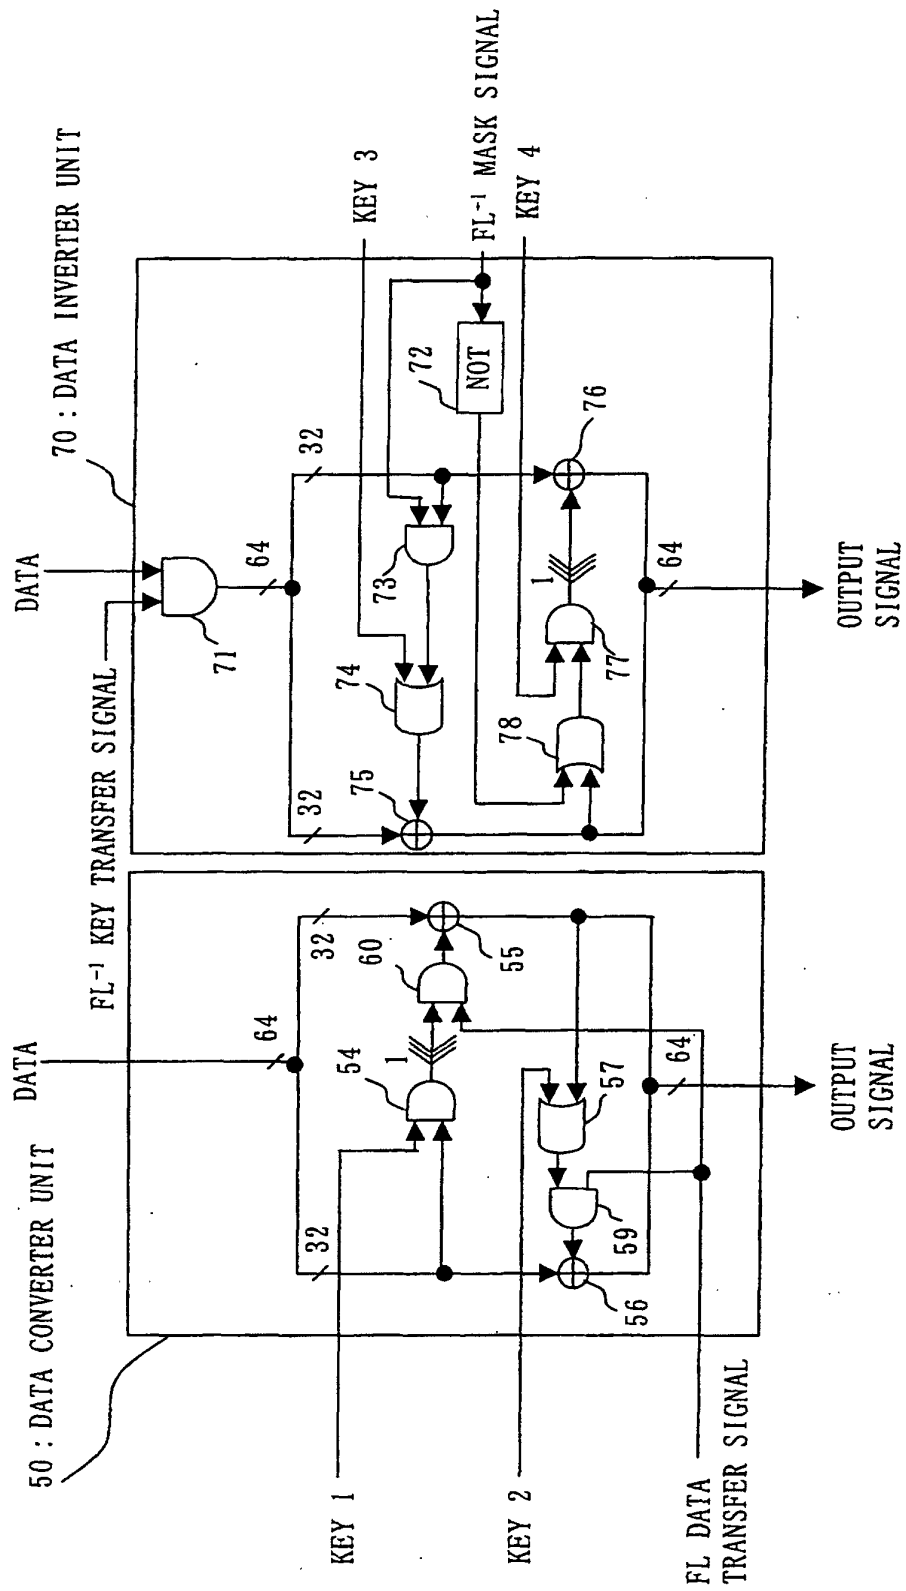 50 : DATA CONVERTER UNIT
DATA
64
32
32
KEY 1
54
1
60
55
KEY 2
57
59
56
64
FL DATA
TRANSFER SIGNAL
OUTPUT
SIGNAL
70 : DATA INVERTER UNIT
DATA
FL⁻¹ KEY TRANSFER SIGNAL
71
64
32
32
KEY 3
73
74
75
FL⁻¹ MASK SIGNAL
72
NOT
KEY 4
78
77
1
76
64
OUTPUT
SIGNAL